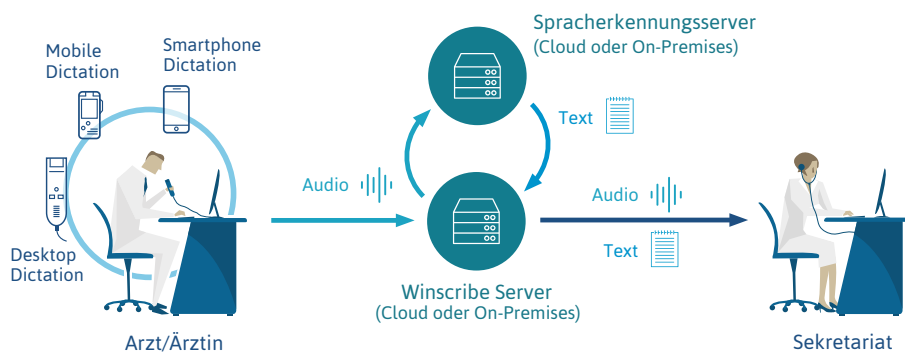 Mobile
Dictation
Smartphone
Dictation
Desktop
Dictation
Arzt/Ärztin
Audio
Spracherkennungsserver
(Cloud oder On-Premises)
Text
Winscribe Server
(Cloud oder On-Premises)
Audio
Text
Sekretariat